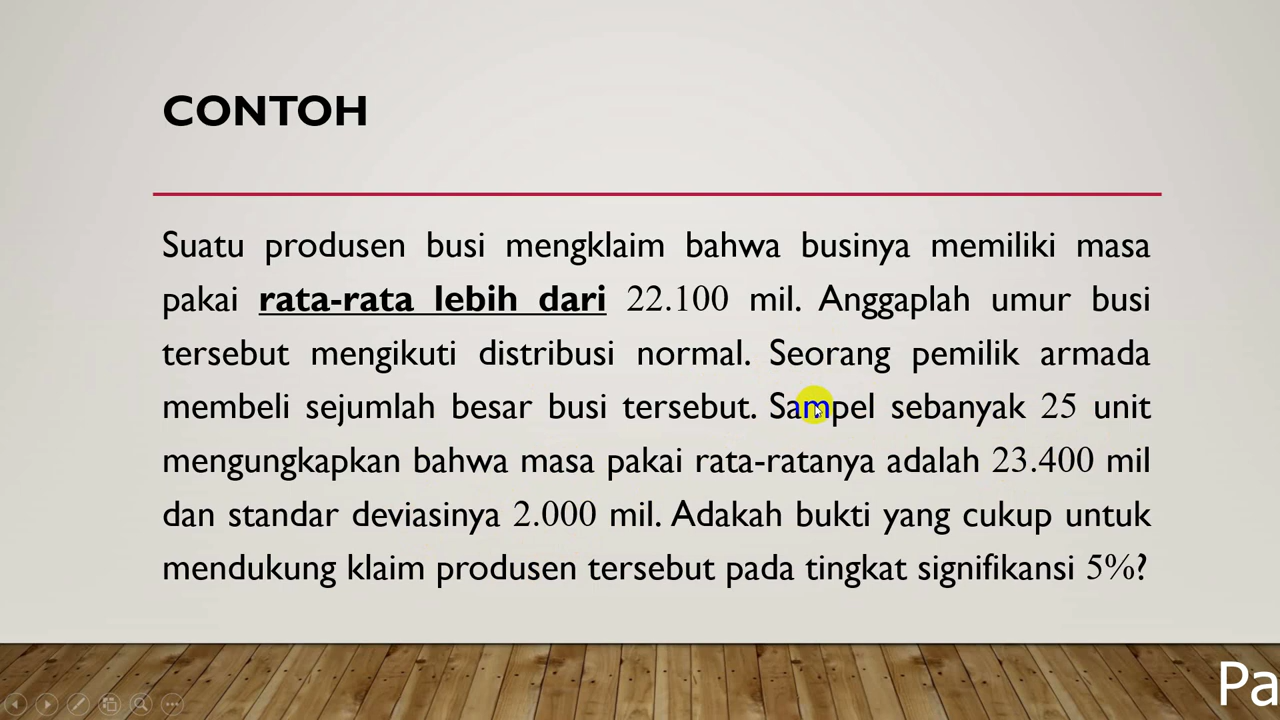 CONTOH
Suatu produsen busi mengklaim bahwa businya memiliki masa
pakai rata-rata lebih dari 22.100 mil. Anggaplah umur busi
tersebut mengikuti distribusi normal. Seorang pemilik armada
membeli sejumlah besar busi tersebut. Sampel sebanyak 25 unit
mengungkapkan bahwa masa pakai rata-ratanya adalah 23.400 mil
dan standar deviasinya 2.000 mil. Adakah bukti yang cukup untuk
mendukung klaim produsen tersebut pada tingkat signifikansi 5%?
Pa